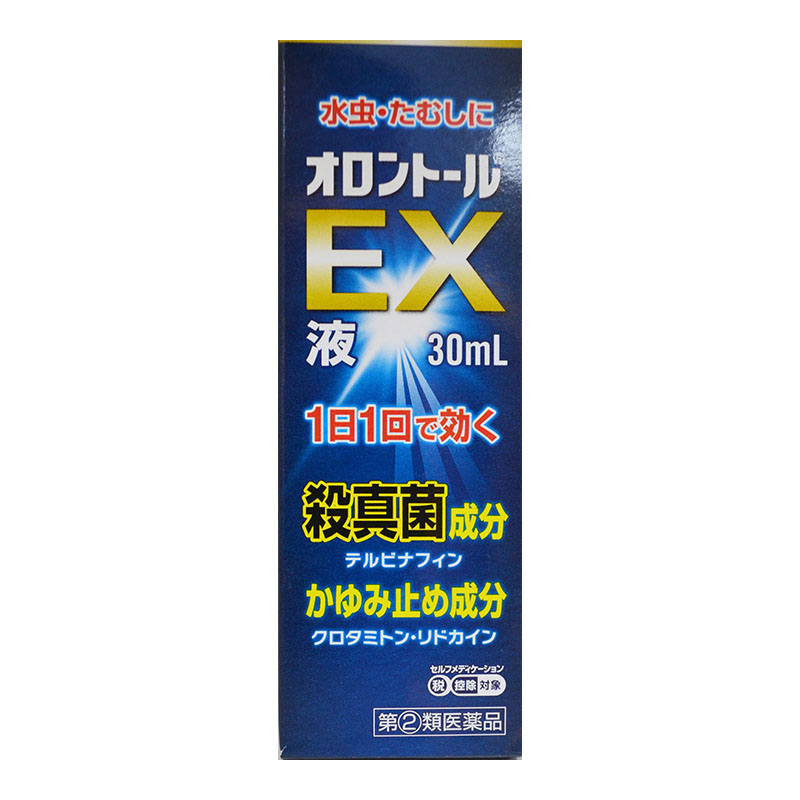 水虫・たむしに
オロントール
EX
液 30mL
1日1回で効く
殺真菌成分
テルビナフィン
かゆみ止め成分
クロタミトン・リドカイン
セルフメディケーション
税 控除 対象
第②類医薬品